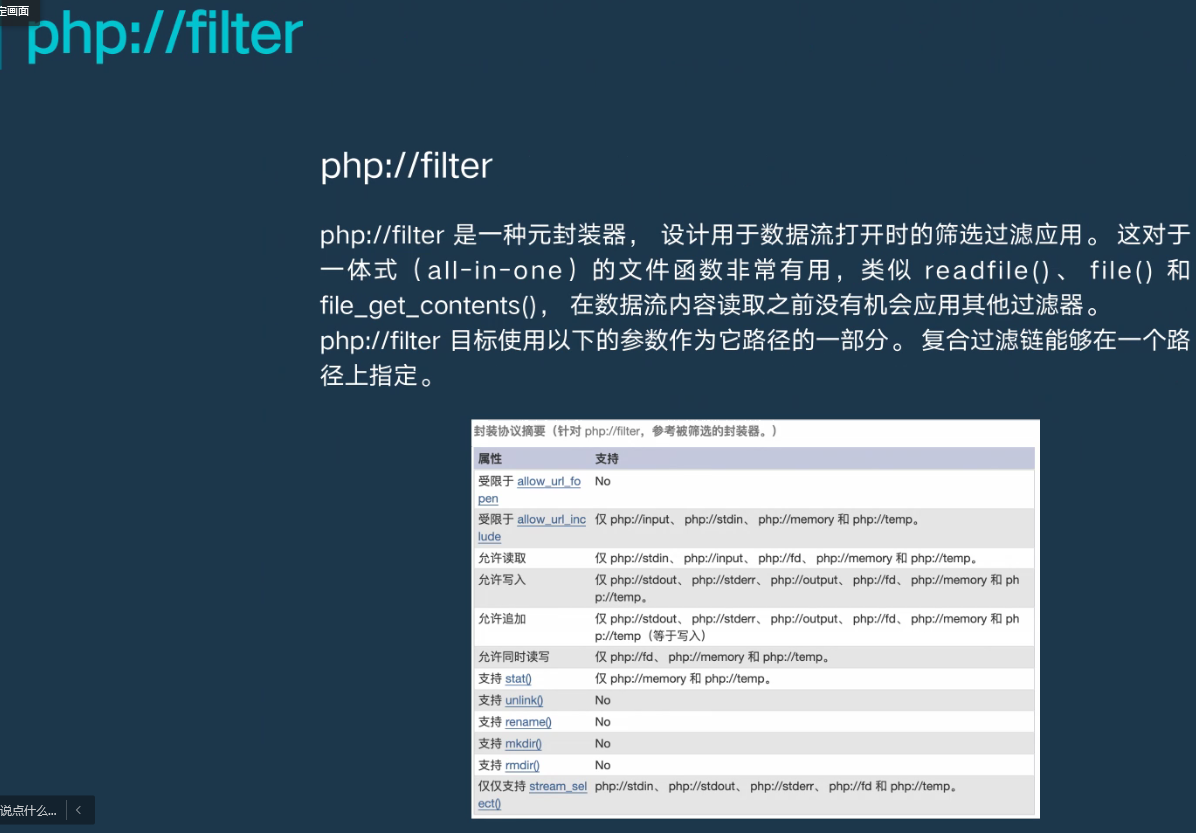 定画面
php://filter
php://filter
php://filter 是一种元封装器， 设计用于数据流打开时的筛选过滤应用。 这对于
一体式（all-in-one）的文件函数非常有用，类似 readfile()、 file() 和
file_get_contents()， 在数据流内容读取之前没有机会应用其他过滤器。
php://filter 目标使用以下的参数作为它路径的一部分。 复合过滤链能够在一个路
径上指定。
封装协议摘要（针对 php://filter，参考被筛选的封装器。）
属性 支持
受限于 allow_url_fo No
pen
受限于 allow_url_inc 仅 php://input、 php://stdin、 php://memory 和 php://temp。
lude
允许读取 仅 php://stdin、 php://input、 php://fd、 php://memory 和 php://temp。
允许写入 仅 php://stdout、 php://stderr、 php://output、 php://fd、 php://memory 和 ph
p://temp。
允许追加 仅 php://stdout、 php://stderr、 php://output、 php://fd、 php://memory 和 ph
p://temp（等于写入）
允许同时读写 仅 php://fd、 php://memory 和 php://temp。
支持 stat() 仅 php://memory 和 php://temp。
支持 unlink() No
支持 rename() No
支持 mkdir() No
支持 rmdir() No
仅仅支持 stream_sel php://stdin、 php://stdout、 php://stderr、 php://fd 和 php://temp。
ect()
说点什么...